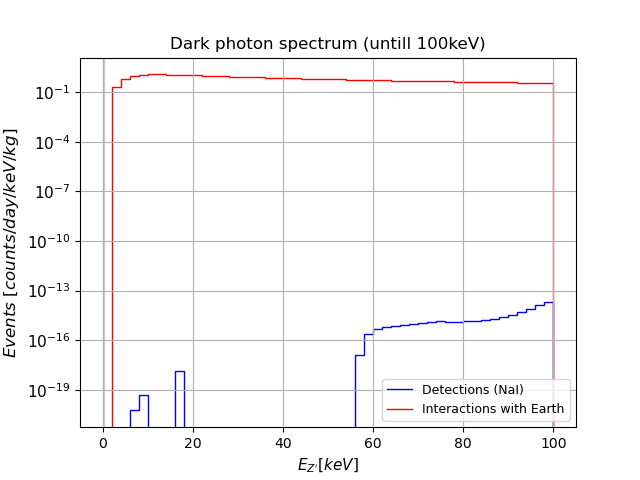 Dark photon spectrum (untill 100keV)
Events [counts/day/keV/kg]
10⁻¹
10⁻⁴
10⁻⁷
10⁻¹⁰
10⁻¹³
10⁻¹⁶
10⁻¹⁹
Detections (NaI)
Interactions with Earth
0 20 40 60 80 100
E_{Z'}[keV]